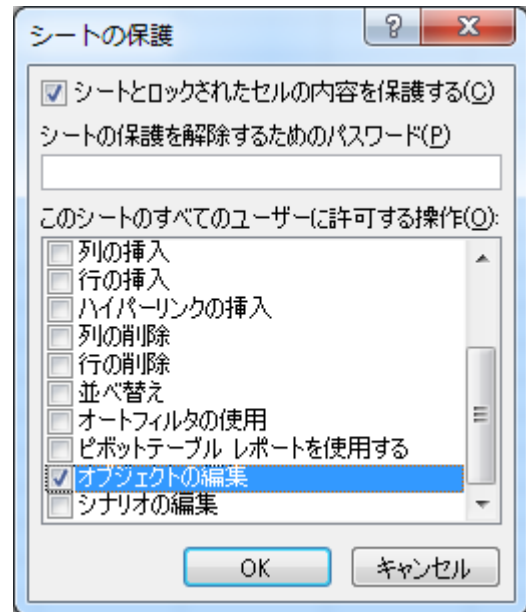 シートの保護
シートとロックされたセルの内容を保護する(C)
シートの保護を解除するためのパスワード(P)
このシートのすべてのユーザーに許可する操作(O):
列の挿入
行の挿入
ハイパーリンクの挿入
列の削除
行の削除
並べ替え
オートフィルタの使用
ピボットテーブル レポートを使用する
オブジェクトの編集
シナリオの編集
OK キャンセル